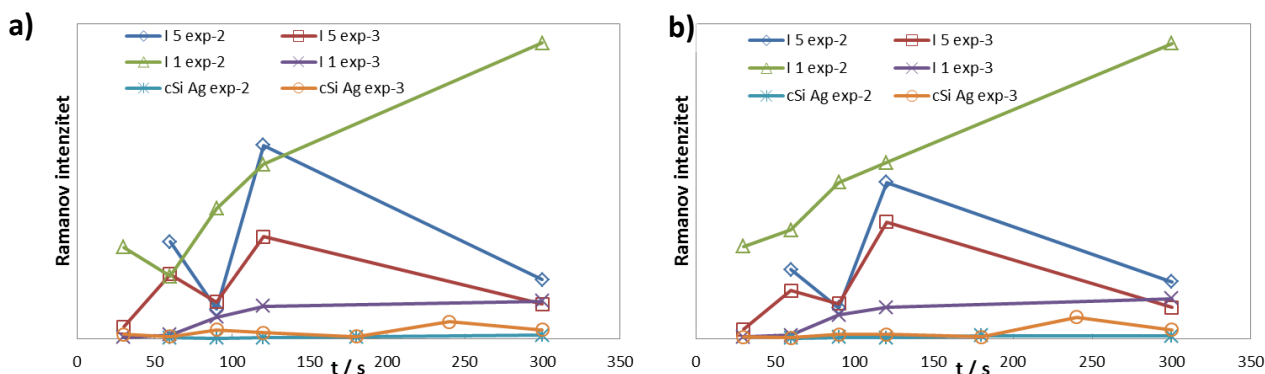 a)
I 5 exp-2 I 5 exp-3
I 1 exp-2 I 1 exp-3
cSi Ag exp-2 cSi Ag exp-3
Ramanov intenzitet
0 50 100 150 200 250 300 350
t / s
b)
I 5 exp-2 I 5 exp-3
I 1 exp-2 I 1 exp-3
cSi Ag exp-2 cSi Ag exp-3
Ramanov intenzitet
0 50 100 150 200 250 300 350
t / s